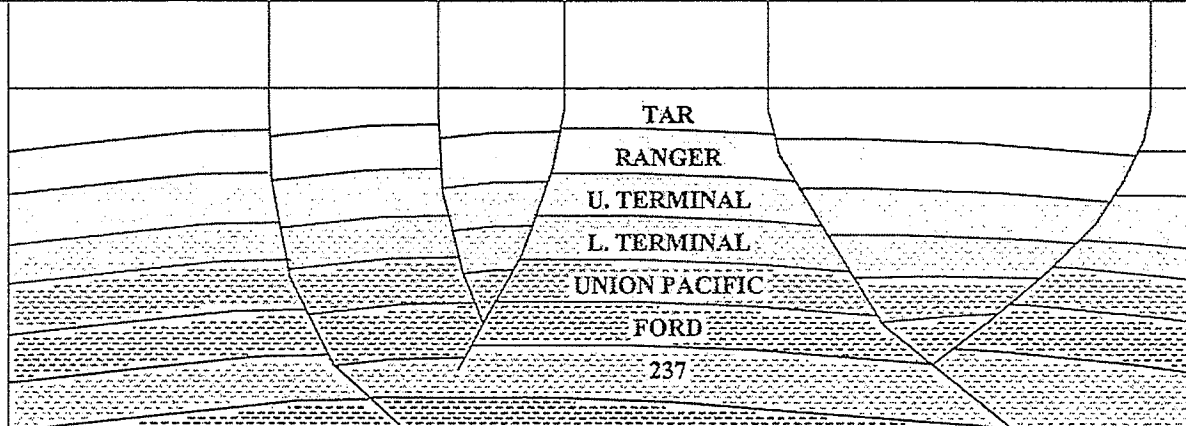 TAR
RANGER
U. TERMINAL
L. TERMINAL
UNION PACIFIC
FORD
237